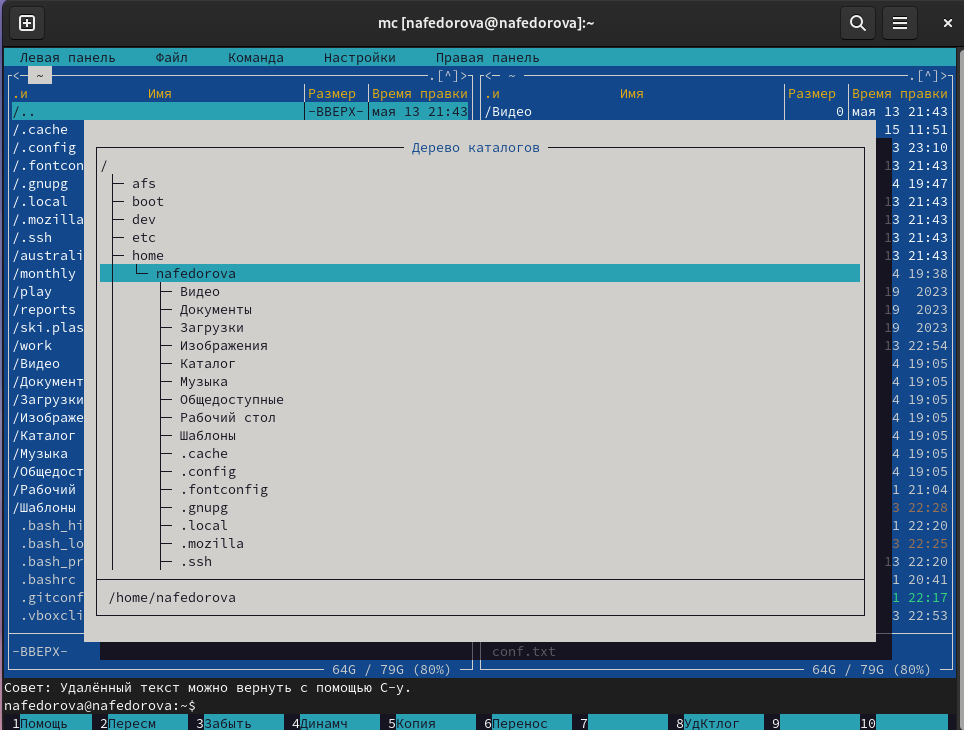 mc [nafedorova@nafedorova]:~
Левая панель Файл Команда Настройки Правая панель
<─ ~ .[^]> <─ ~ .[^]>
.и Имя Размер Время правки .и Имя Размер Время правки
/.. -ВВЕРХ- мая 13 21:43 /Видео 0 мая 13 21:43
/.cache 15 11:51
/.config Дерево каталогов 3 23:10
/.fontcon / 13 21:43
/.gnupg afs 4 19:47
/.local boot 13 21:43
/.mozilla dev 13 21:43
/.ssh etc 13 21:43
/australi home 13 21:43
/monthly nafedorova 4 19:38
/play Видео 19 2023
/reports Документы 19 2023
/ski.plas Загрузки 19 2023
/work Изображения 13 22:54
/Видео Каталог 4 19:05
/Документ Музыка 4 19:05
/Загрузки Общедоступные 4 19:05
/Изображе Рабочий стол 4 19:05
/Каталог Шаблоны 4 19:05
/Музыка .cache 4 19:05
/Общедост .config 4 19:05
/Рабочий .fontconfig 1 21:04
/Шаблоны .gnupg 3 22:28
.bash_hi .local 1 22:20
.bash_lo .mozilla 3 22:25
.bash_pr .ssh 13 22:20
.bashrc 1 20:41
.gitconf /home/nafedorova 1 22:17
.vboxcli 3 22:53
-ВВЕРХ- conf.txt
64G / 79G (80%) 64G / 79G (80%)
Совет: Удалённый текст можно вернуть с помощью C-y.
nafedorova@nafedorova:~$
1Помощь 2Пересм 3Забыть 4Динамч 5Копия 6Перенос 7 8УдКтлог 9 10